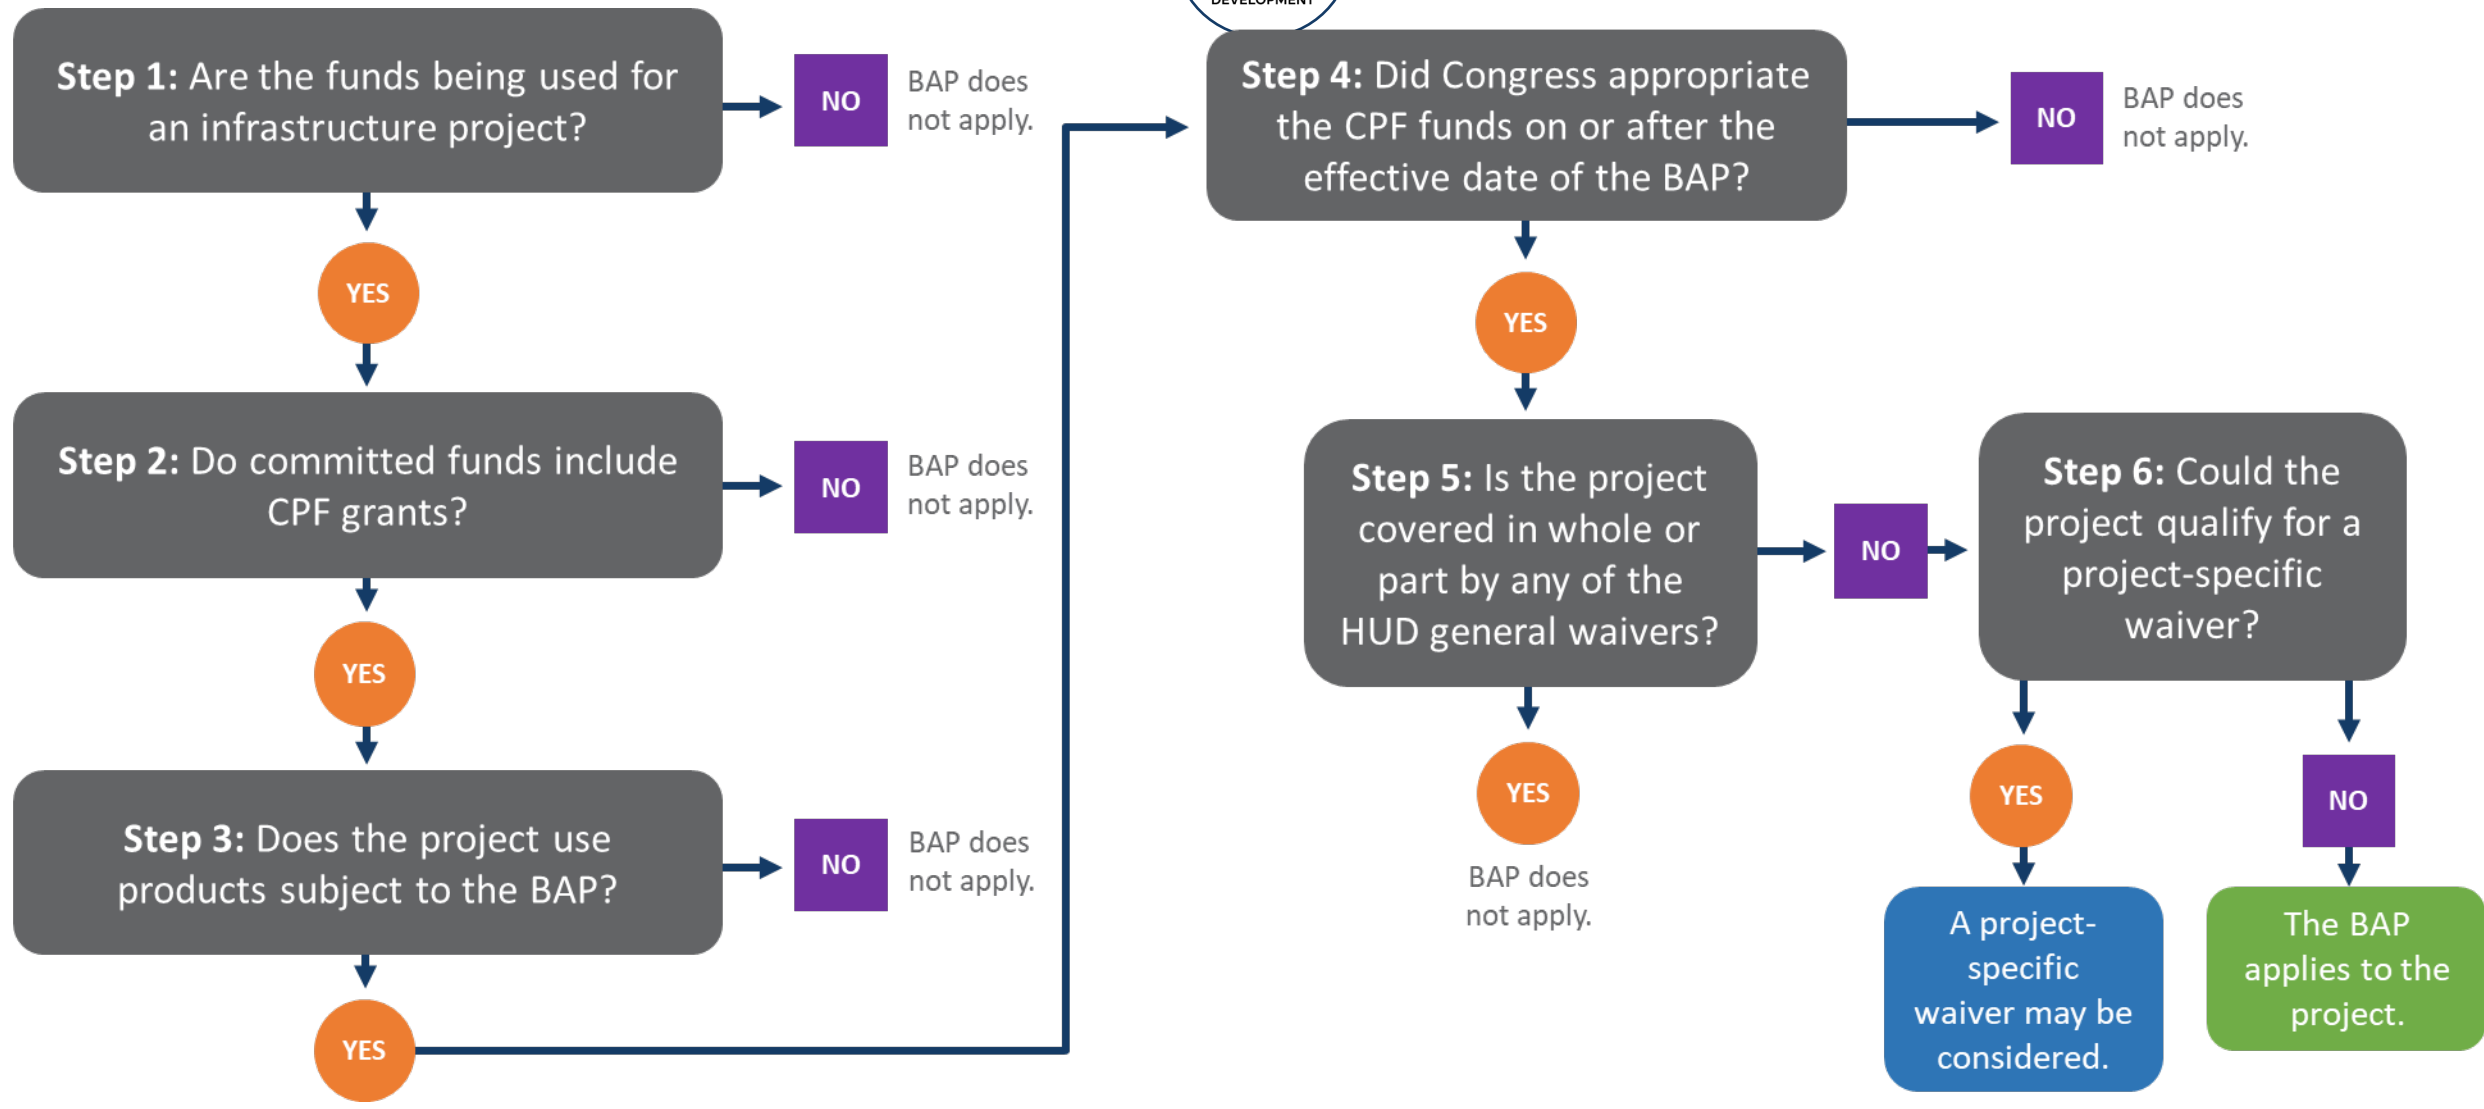 DEVELOPMENT
Step 1: Are the funds being used for
an infrastructure project?
NO
BAP does
not apply.
YES
Step 2: Do committed funds include
CPF grants?
NO
BAP does
not apply.
YES
Step 3: Does the project use
products subject to the BAP?
NO
BAP does
not apply.
YES
Step 4: Did Congress appropriate
the CPF funds on or after the
effective date of the BAP?
NO
BAP does
not apply.
YES
Step 5: Is the project
covered in whole or
part by any of the
HUD general waivers?
YES
BAP does
not apply.
NO
Step 6: Could the
project qualify for a
project-specific
waiver?
YES
A project-
specific
waiver may be
considered.
NO
The BAP
applies to the
project.